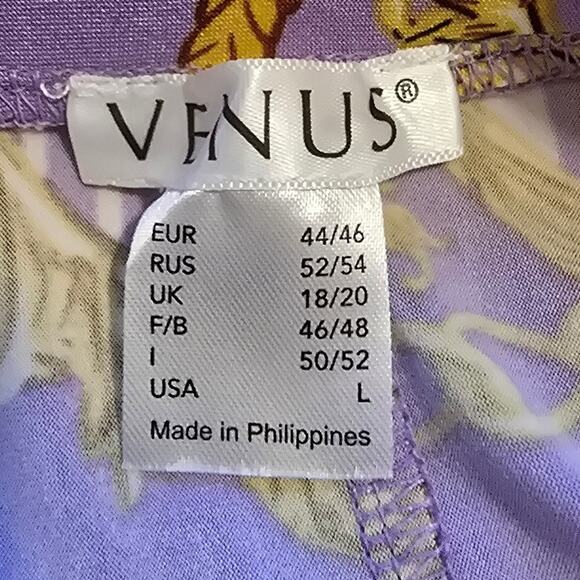 VENUS®
EUR 44/46
RUS 52/54
UK 18/20
F/B 46/48
I 50/52
USA L
Made in Philippines